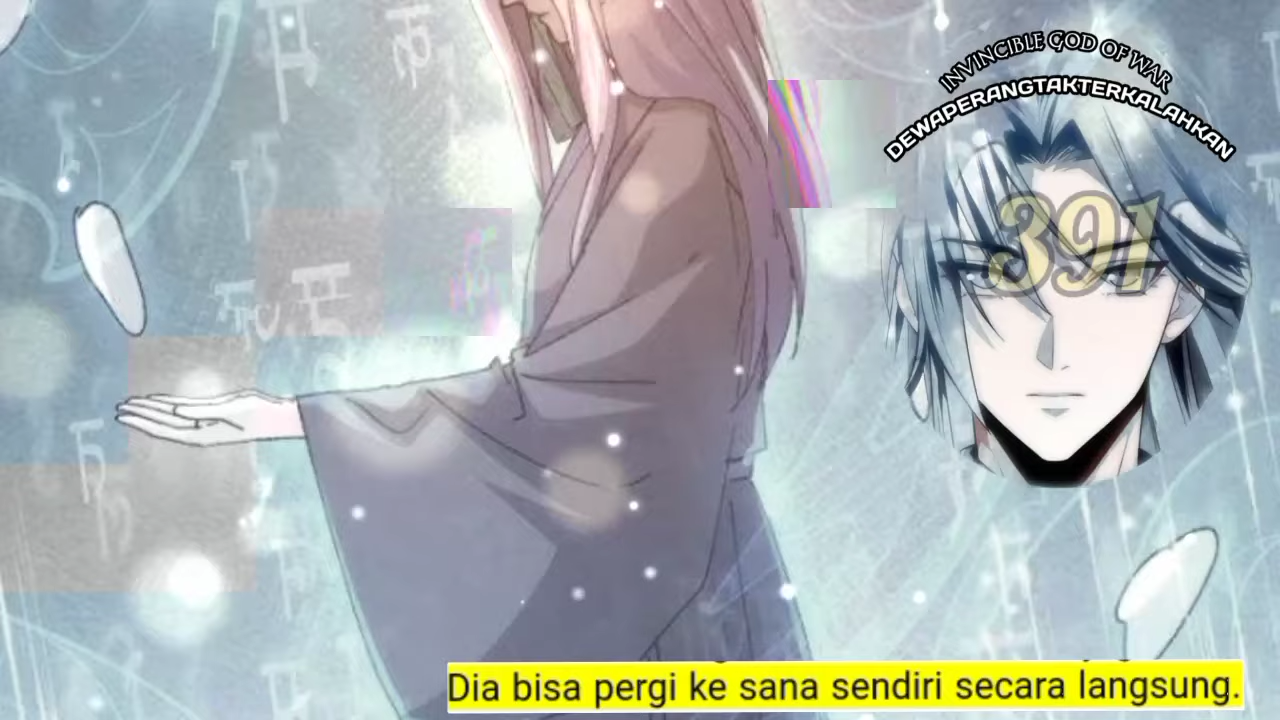 INVINCIBLE GOD OF WAR
DEWAPERANGTAKTERKALAHKAN
391
Dia bisa pergi ke sana sendiri secara langsung.